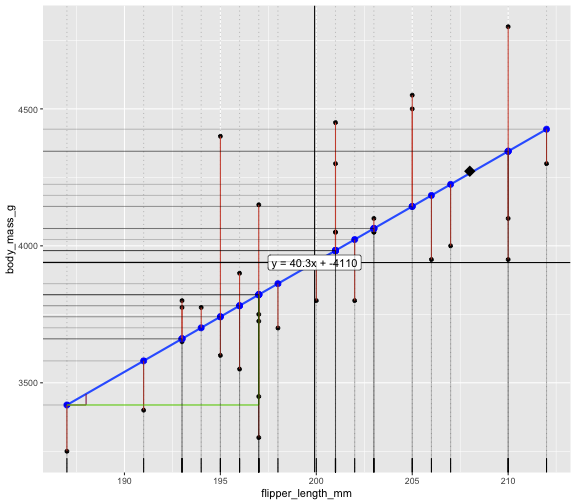 4500
4000
3500
body_mass_g
y = 40.3x + -4110
190
195
200
205
210
flipper_length_mm